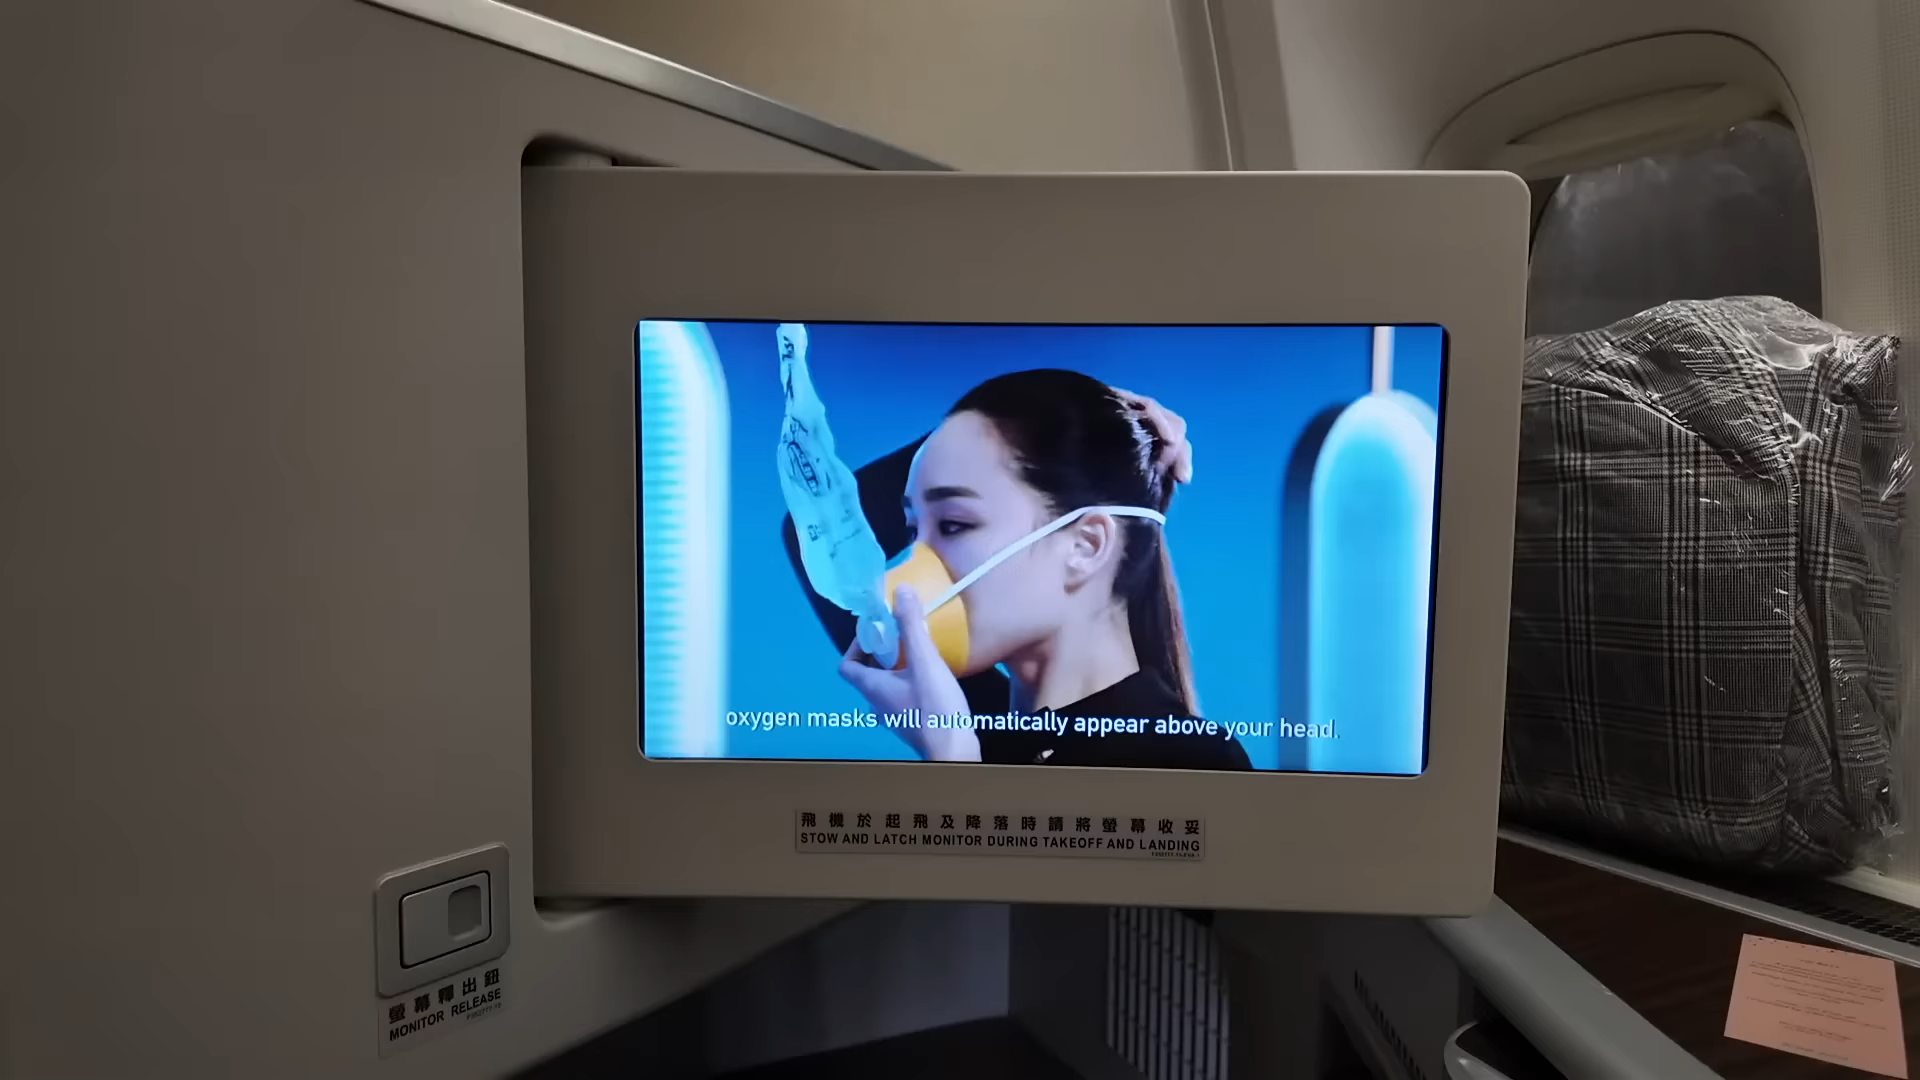 oxygen masks will automatically appear above your head.
飛機於起飛及降落時請將螢幕收妥
STOW AND LATCH MONITOR DURING TAKEOFF AND LANDING
螢幕釋出鈕
MONITOR RELEASE